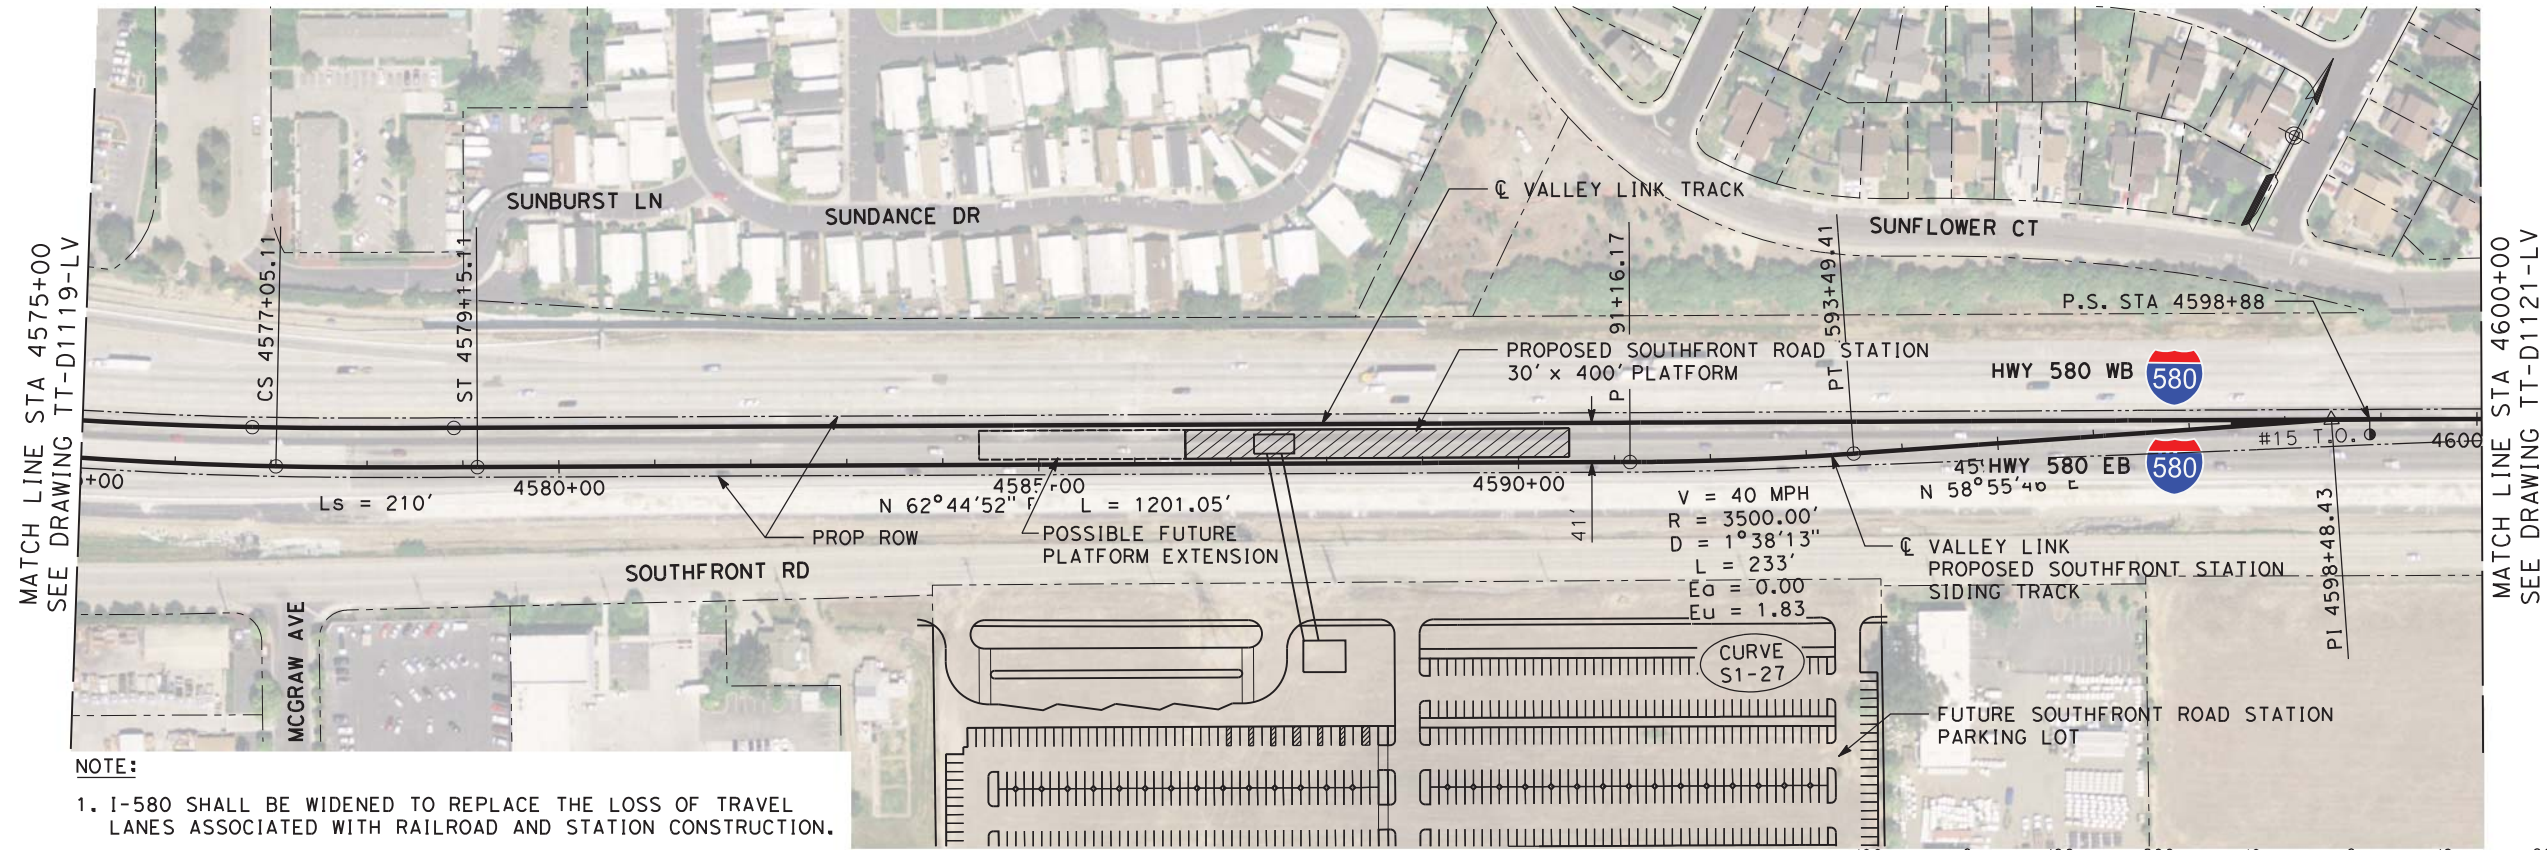 MATCH LINE STA 4575+00
SEE DRAWING TT-D1119-LV
CS 4577+05.11
ST 4579+15.11
SUNBURST LN
SUNDANCE DR
℄ VALLEY LINK TRACK
SUNFLOWER CT
91+16.17
PT 593+49.41
P.S. STA 4598+88
PROPOSED SOUTHFRONT ROAD STATION
30' x 400' PLATFORM
HWY 580 WB
580
#15 T.O.
4600
HWY 580 EB
580
45'
N 58°55'46" E
+00
Ls = 210'
4580+00
4585+00
4590+00
N 62°44'52"
L = 1201.05'
PROP ROW
POSSIBLE FUTURE
PLATFORM EXTENSION
41'
V = 40 MPH
R = 3500.00'
D = 1°38'13"
L = 233'
Ea = 0.00
Eu = 1.83
CURVE
S1-27
℄ VALLEY LINK
PROPOSED SOUTHFRONT STATION
SIDING TRACK
PI 4598+48.43
SOUTHFRONT RD
MCGRAW AVE
FUTURE SOUTHFRONT ROAD STATION
PARKING LOT
NOTE:
1. I-580 SHALL BE WIDENED TO REPLACE THE LOSS OF TRAVEL
LANES ASSOCIATED WITH RAILROAD AND STATION CONSTRUCTION.
MATCH LINE STA 4600+00
SEE DRAWING TT-D1121-LV